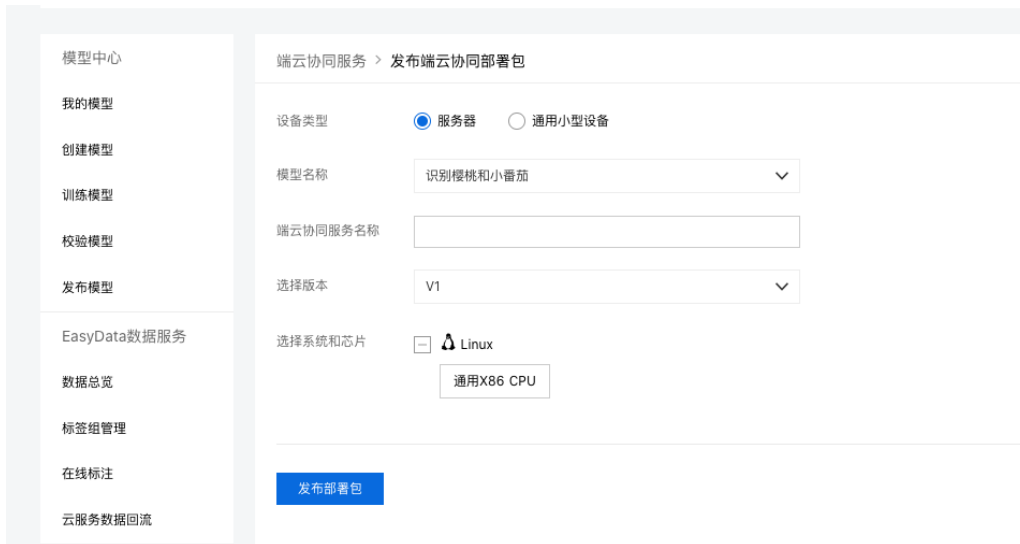 模型中心
我的模型
创建模型
训练模型
校验模型
发布模型
EasyData数据服务
数据总览
标签组管理
在线标注
云服务数据回流
端云协同服务 > 发布端云协同部署包
设备类型 服务器 通用小型设备
模型名称 识别樱桃和小番茄
端云协同服务名称
选择版本 V1
选择系统和芯片 Linux
通用X86 CPU
发布部署包